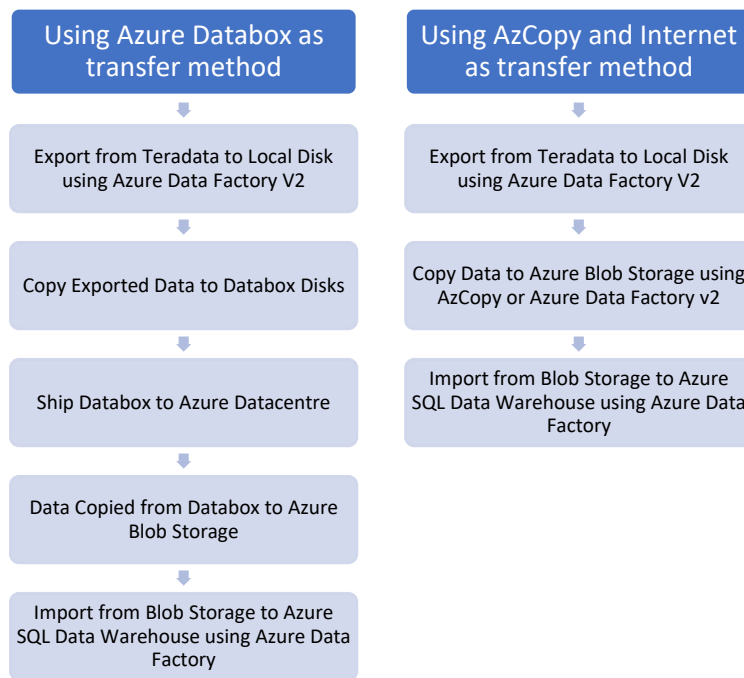 Using Azure Databox as
transfer method
Export from Teradata to Local Disk
using Azure Data Factory V2
Copy Exported Data to Databox Disks
Ship Databox to Azure Datacentre
Data Copied from Databox to Azure
Blob Storage
Import from Blob Storage to Azure
SQL Data Warehouse using Azure Data
Factory
Using AzCopy and Internet
as transfer method
Export from Teradata to Local Disk
using Azure Data Factory V2
Copy Data to Azure Blob Storage using
AzCopy or Azure Data Factory v2
Import from Blob Storage to Azure
SQL Data Warehouse using Azure Data
Factory